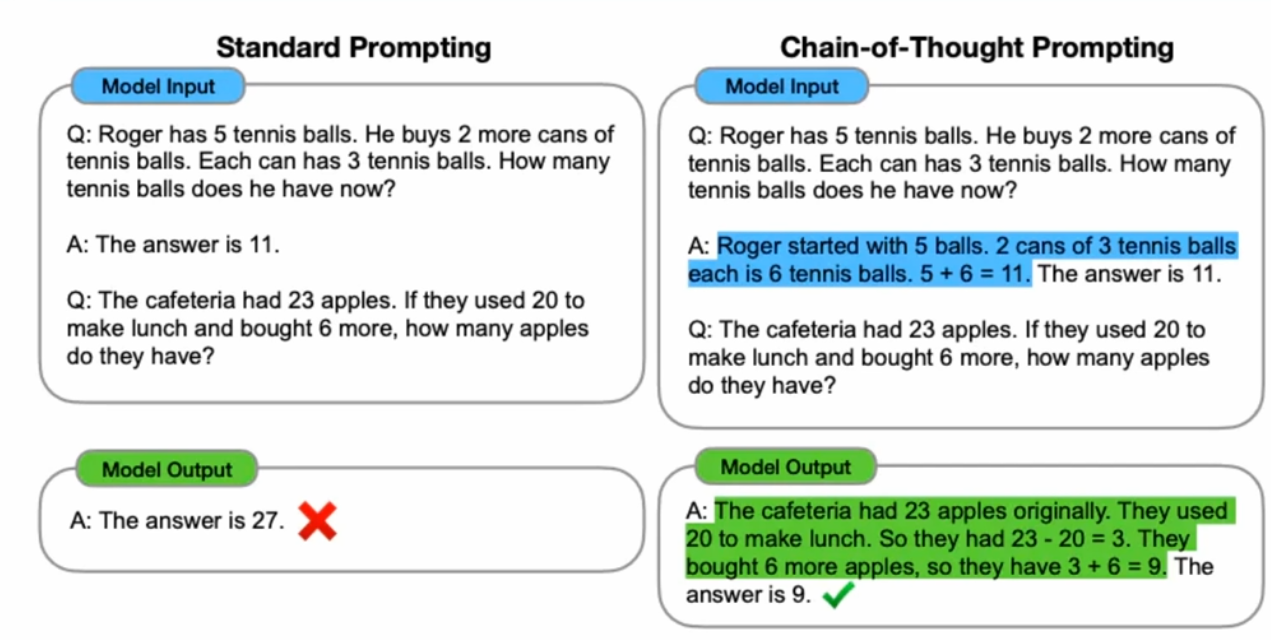 Standard Prompting
Model Input
Q: Roger has 5 tennis balls. He buys 2 more cans of
tennis balls. Each can has 3 tennis balls. How many
tennis balls does he have now?
A: The answer is 11.
Q: The cafeteria had 23 apples. If they used 20 to
make lunch and bought 6 more, how many apples
do they have?
Model Output
A: The answer is 27.
Chain-of-Thought Prompting
Model Input
Q: Roger has 5 tennis balls. He buys 2 more cans of
tennis balls. Each can has 3 tennis balls. How many
tennis balls does he have now?
A: Roger started with 5 balls. 2 cans of 3 tennis balls
each is 6 tennis balls. 5 + 6 = 11. The answer is 11.
Q: The cafeteria had 23 apples. If they used 20 to
make lunch and bought 6 more, how many apples
do they have?
Model Output
A: The cafeteria had 23 apples originally. They used
20 to make lunch. So they had 23 - 20 = 3. They
bought 6 more apples, so they have 3 + 6 = 9. The
answer is 9.